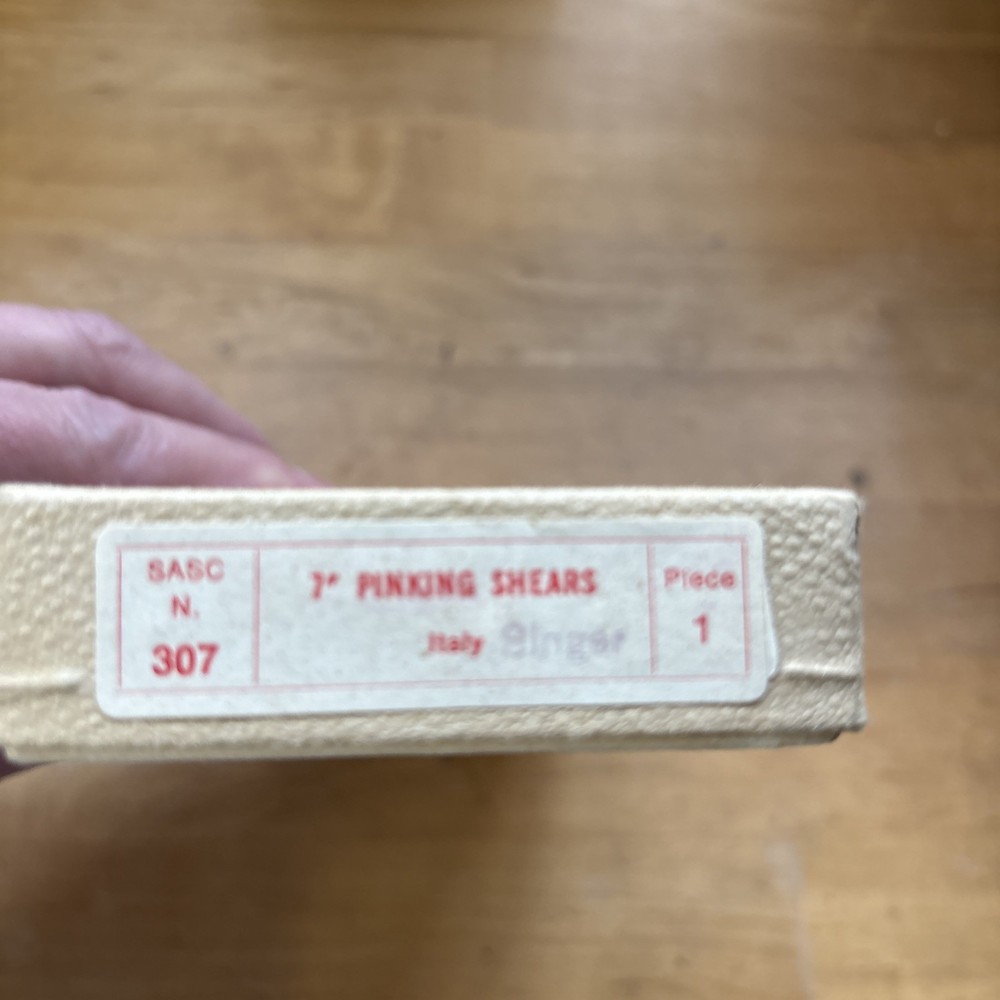 SASC
N.
307
7" PINKING SHEARS
Italy Singer
Piece
1